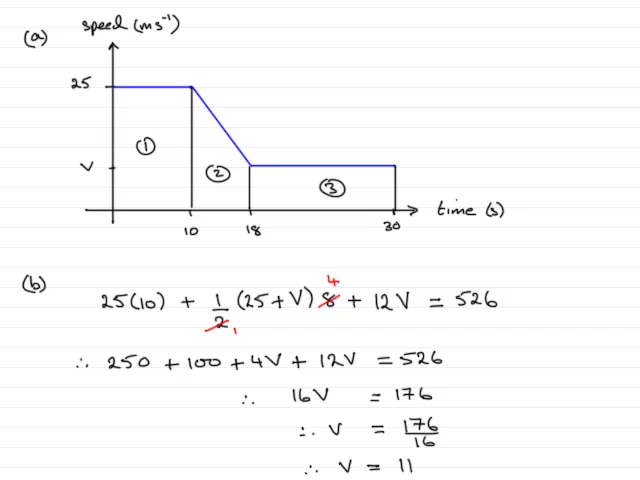 (a)
speed (ms⁻¹)
25
V
① ② ③
10 18 30
time (s)
(b)
25(10) + 1/2 (25+V) 8 + 12V = 526
4
1
∴ 250 + 100 + 4V + 12V = 526
∴ 16V = 176
∴ V = 176/16
∴ V = 11